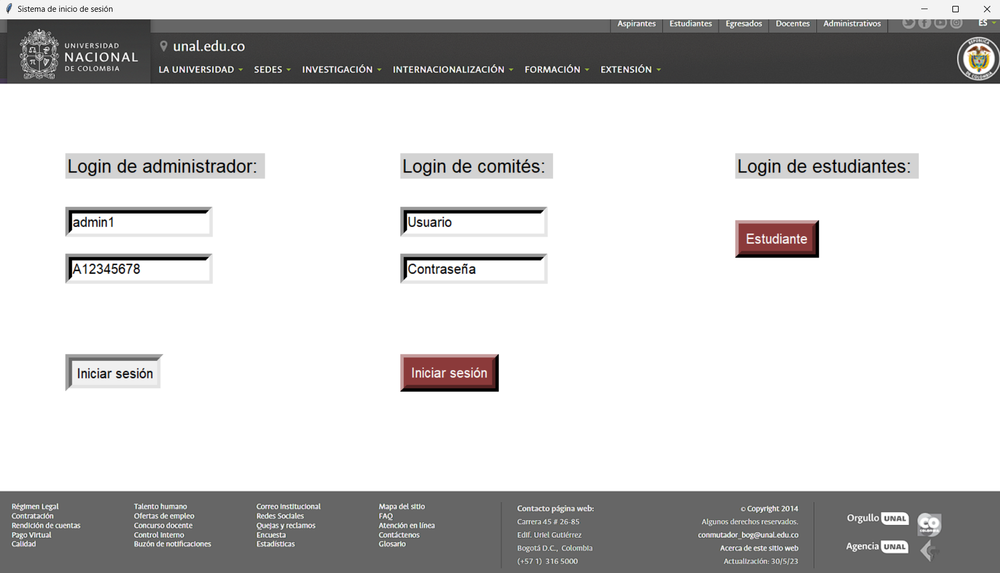 Sistema de inicio de sesión
Aspirantes Estudiantes Egresados Docentes Administrativos ES
UNIVERSIDAD
NACIONAL
DE COLOMBIA
unal.edu.co
LA UNIVERSIDAD SEDES INVESTIGACIÓN INTERNACIONALIZACIÓN FORMACIÓN EXTENSIÓN
REPÚBLICA
DE COLOMBIA
Login de administrador:
admin1
A12345678
Iniciar sesión
Login de comités:
Usuario
Contraseña
Iniciar sesión
Login de estudiantes:
Estudiante
Régimen Legal
Contratación
Rendición de cuentas
Pago Virtual
Calidad
Talento humano
Ofertas de empleo
Concurso docente
Control Interno
Buzón de notificaciones
Correo institucional
Redes Sociales
Quejas y reclamos
Encuesta
Estadísticas
Mapa del sitio
FAQ
Atención en línea
Contáctenos
Glosario
Contacto página web:
Carrera 45 # 26-85
Edif. Uriel Gutiérrez
Bogotá D.C., Colombia
(+57 1) 316 5000
© Copyright 2014
Algunos derechos reservados.
conmutador_bog@unal.edu.co
Acerca de este sitio web
Actualización: 30/5/23
Orgullo UNAL
Agencia UNAL
CO
COLOMBIA